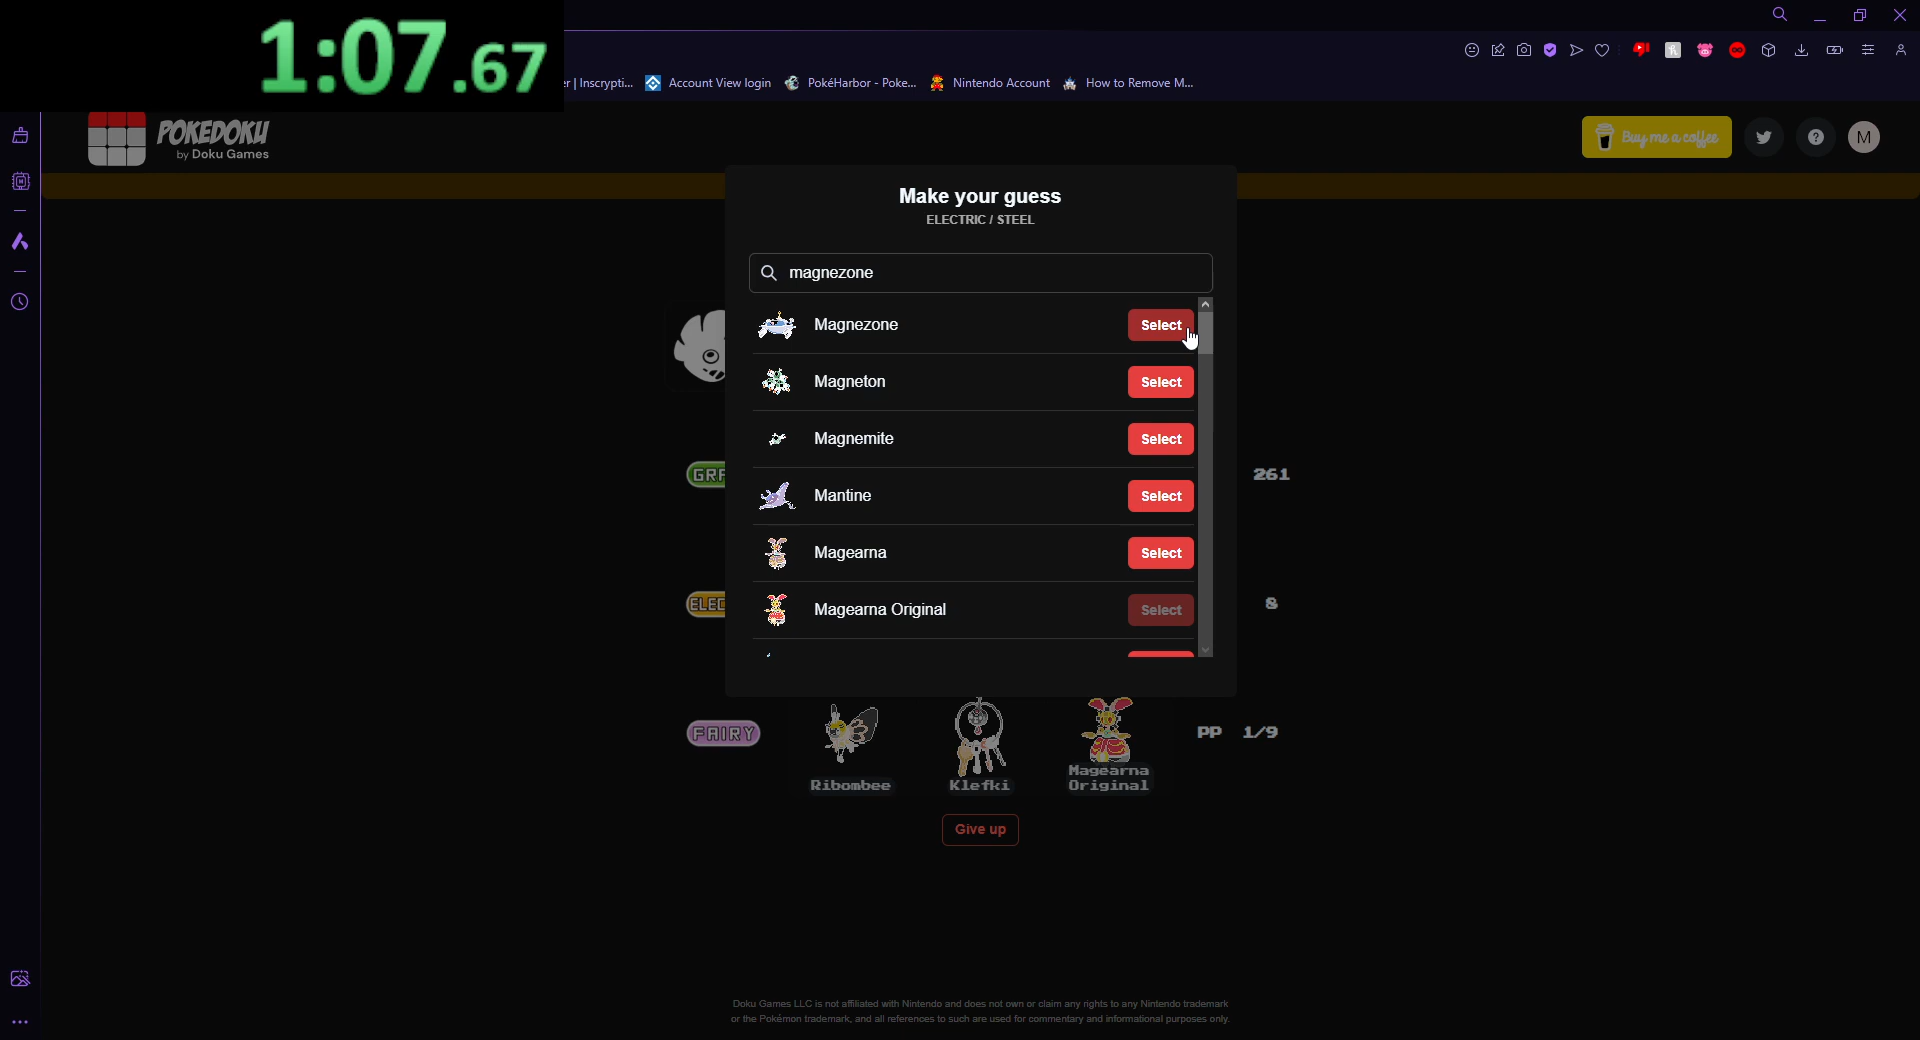 1:07.67
er | Inscrypti...
Account View login
PokéHarbor - Poke...
Nintendo Account
How to Remove M...
POKEDOKU
by Doku Games
Buy me a coffee
M
Make your guess
ELECTRIC / STEEL
magnezone
Magnezone
Select
Magneton
Select
Magnemite
Select
Mantine
Select
Magearna
Select
Magearna Original
Select
GRA
261
ELEC
8
FAIRY
Ribombee
Klefki
Magearna
Original
PP 1/9
Give up
Doku Games LLC is not affiliated with Nintendo and does not own or claim any rights to any Nintendo trademark
or the Pokémon trademark, and all references to such are used for commentary and informational purposes only.